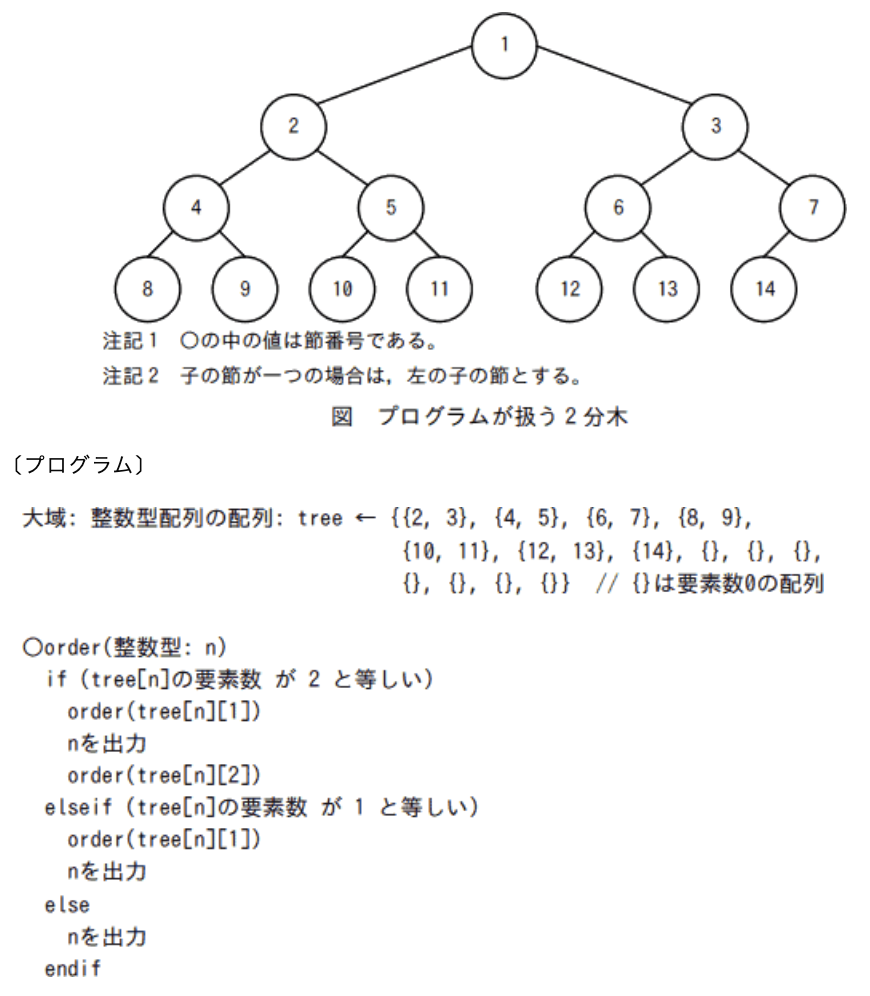 1
2 3
4 5 6 7
8 9 10 11 12 13 14
注記1 ○の中の値は節番号である。
注記2 子の節が一つの場合は，左の子の節とする。
図 プログラムが扱う2分木
〔プログラム〕
大域: 整数型配列の配列: tree ← {{2, 3}, {4, 5}, {6, 7}, {8, 9},
{10, 11}, {12, 13}, {14}, {}, {}, {},
{}, {}, {}, {}} // {}は要素数0の配列
○order(整数型: n)
if (tree[n]の要素数 が 2 と等しい)
order(tree[n][1])
nを出力
order(tree[n][2])
elseif (tree[n]の要素数 が 1 と等しい)
order(tree[n][1])
nを出力
else
nを出力
endif